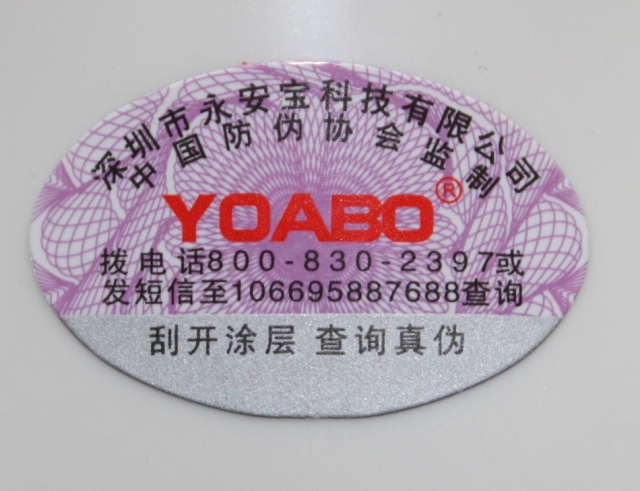 深圳市永安宝科技有限公司
中国防伪协会监制
YOABO®
拨电话800-830-2397或
发短信至106695887688查询
刮开涂层 查询真伪